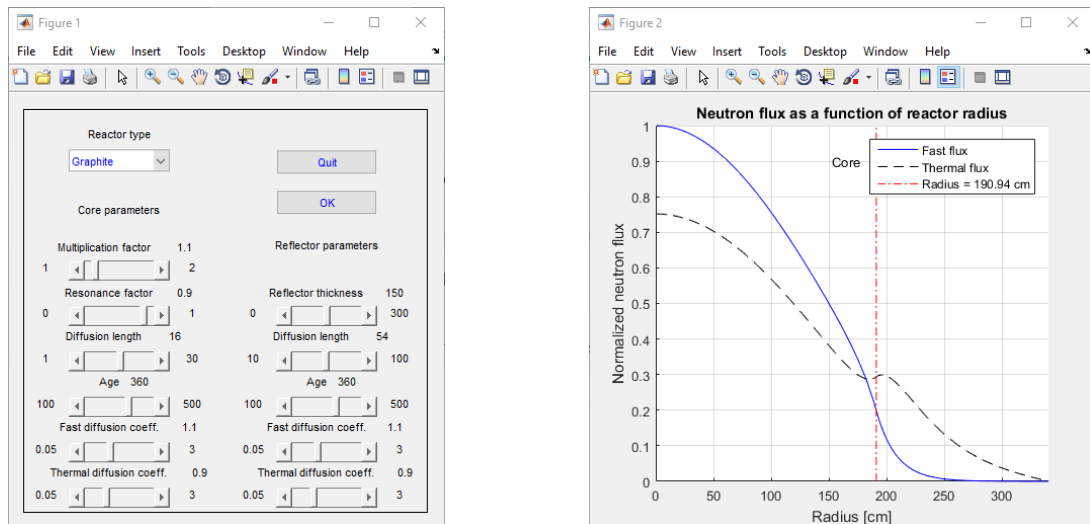 Figure 1
File Edit View Insert Tools Desktop Window Help
Reactor type
Graphite
Quit
OK
Core parameters
Reflector parameters
Multiplication factor 1.1
1 2
Resonance factor 0.9
0 1
Reflector thickness 150
0 300
Diffusion length 16
1 30
Diffusion length 54
10 100
Age 360
100 500
Age 360
100 500
Fast diffusion coeff. 1.1
0.05 3
Fast diffusion coeff. 1.1
0.05 3
Thermal diffusion coeff. 0.9
0.05 3
Thermal diffusion coeff. 0.9
0.05 3
Figure 2
File Edit View Insert Tools Desktop Window Help
Neutron flux as a function of reactor radius
Normalized neutron flux
1
0.9
0.8
0.7
0.6
0.5
0.4
0.3
0.2
0.1
0
Core
Fast flux
Thermal flux
Radius = 190.94 cm
0 50 100 150 200 250 300
Radius [cm]